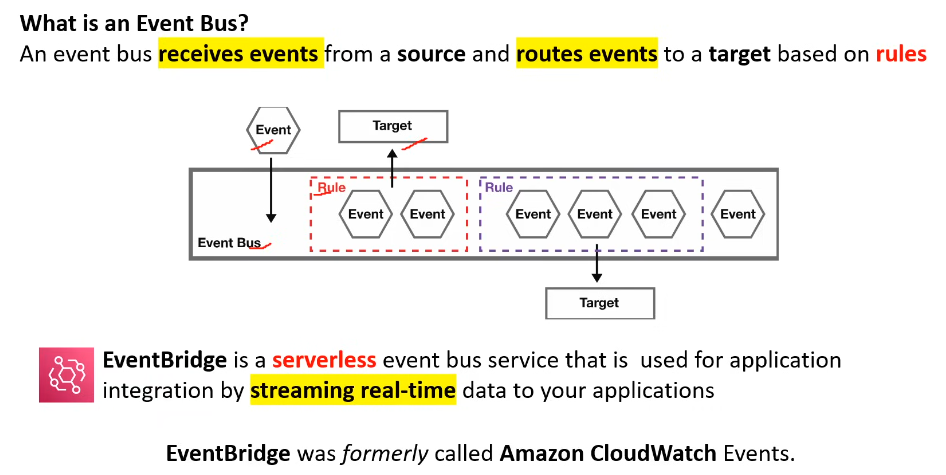 What is an Event Bus?
An event bus receives events from a source and routes events to a target based on rules
Event
Target
Rule
Event
Event
Rule
Event
Event
Event
Event
Event Bus
Target
EventBridge is a serverless event bus service that is used for application
integration by streaming real-time data to your applications
EventBridge was formerly called Amazon CloudWatch Events.